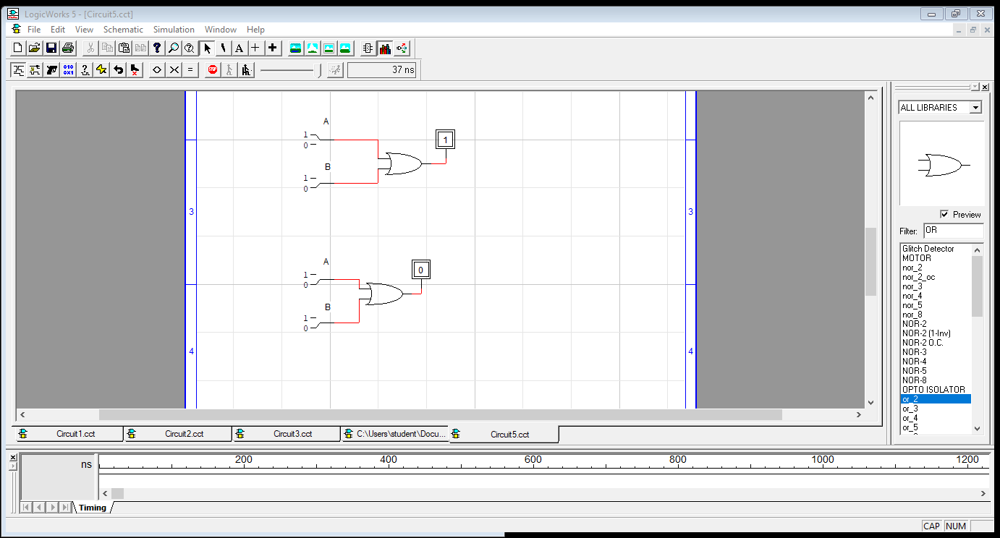 LogicWorks 5 - [Circuit5.cct]
File Edit View Schematic Simulation Window Help
37 ns
A
1
0
1
B
1
0
3
3
A
1
0
0
B
1
0
4
4
ALL LIBRARIES
Preview
Filter: OR
Glitch Detector
MOTOR
nor_2
nor_2_oc
nor_3
nor_4
nor_5
nor_8
NOR-2
NOR-2 (1-Inv)
NOR-2 O.C.
NOR-3
NOR-4
NOR-5
NOR-8
OPTO ISOLATOR
or_2
or_3
or_4
or_5
Circuit1.cct Circuit2.cct Circuit3.cct C:\Users\student\Docu... Circuit5.cct
ns 200 400 600 800 1000 1200
Timing
CAP NUM